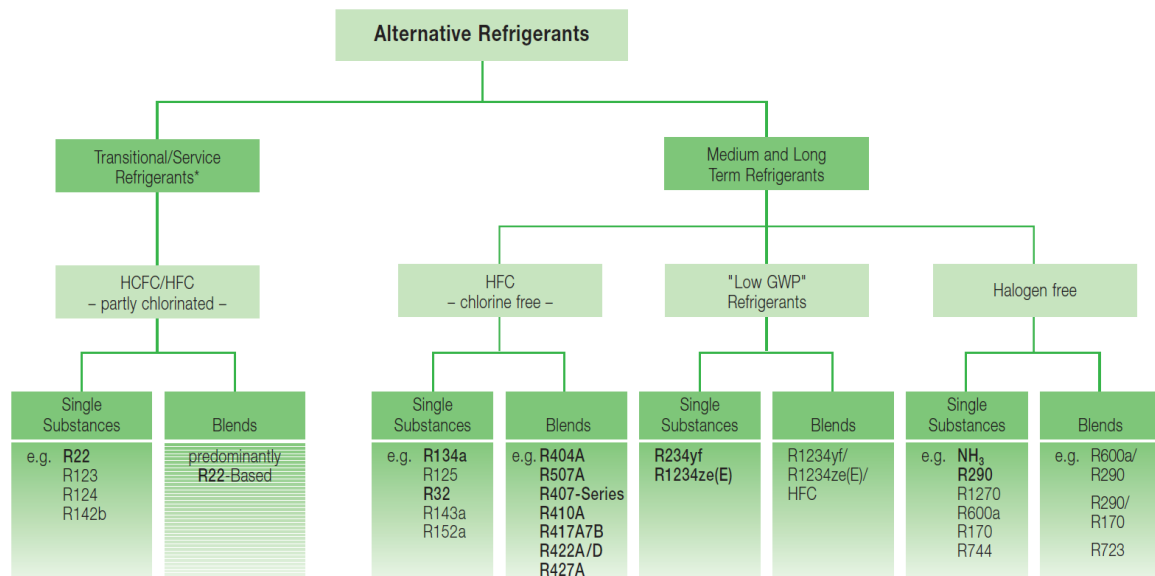 Alternative Refrigerants
Transitional/Service
Refrigerants*
Medium and Long
Term Refrigerants
HCFC/HFC
– partly chlorinated –
HFC
– chlorine free –
"Low GWP"
Refrigerants
Halogen free
Single
Substances
e.g. R22
R123
R124
R142b
Blends
predominantly
R22-Based
Single
Substances
e.g. R134a
R125
R32
R143a
R152a
Blends
e.g. R404A
R507A
R407-Series
R410A
R417A7B
R422A/D
R427A
Single
Substances
R234yf
R1234ze(E)
Blends
R1234yf/
R1234ze(E)/
HFC
Single
Substances
e.g. NH₃
R290
R1270
R600a
R170
R744
Blends
e.g. R600a/
R290
R290/
R170
R723